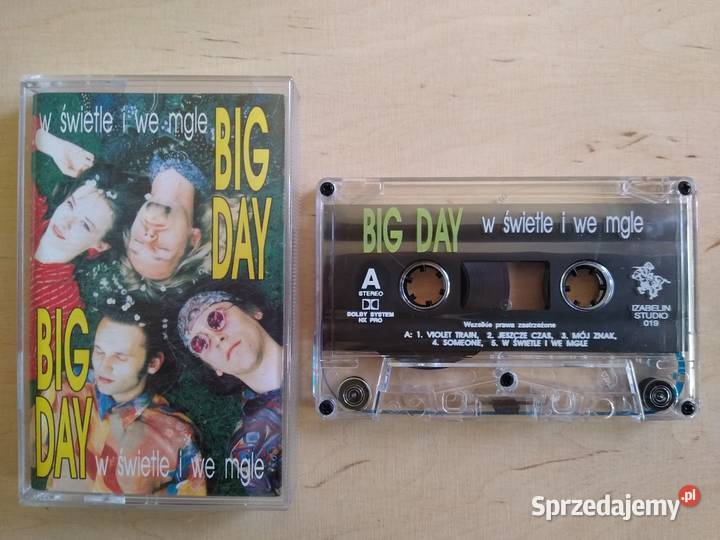 w świetle i we mgle
BIG
DAY
BIG
DAY
w świetle i we mgle
BIG DAY w świetle i we mgle
A
STEREO
DOLBY SYSTEM
HX PRO
IZABELIN
STUDIO
019
Wszelkie prawa zastrzeżone
A: 1. VIOLET TRAIN, 2. JESZCZE CZAS, 3. MÓJ ZNAK,
4. SOMEONE, 5. W ŚWIETLE I WE MGLE
Sprzedajemy.pl